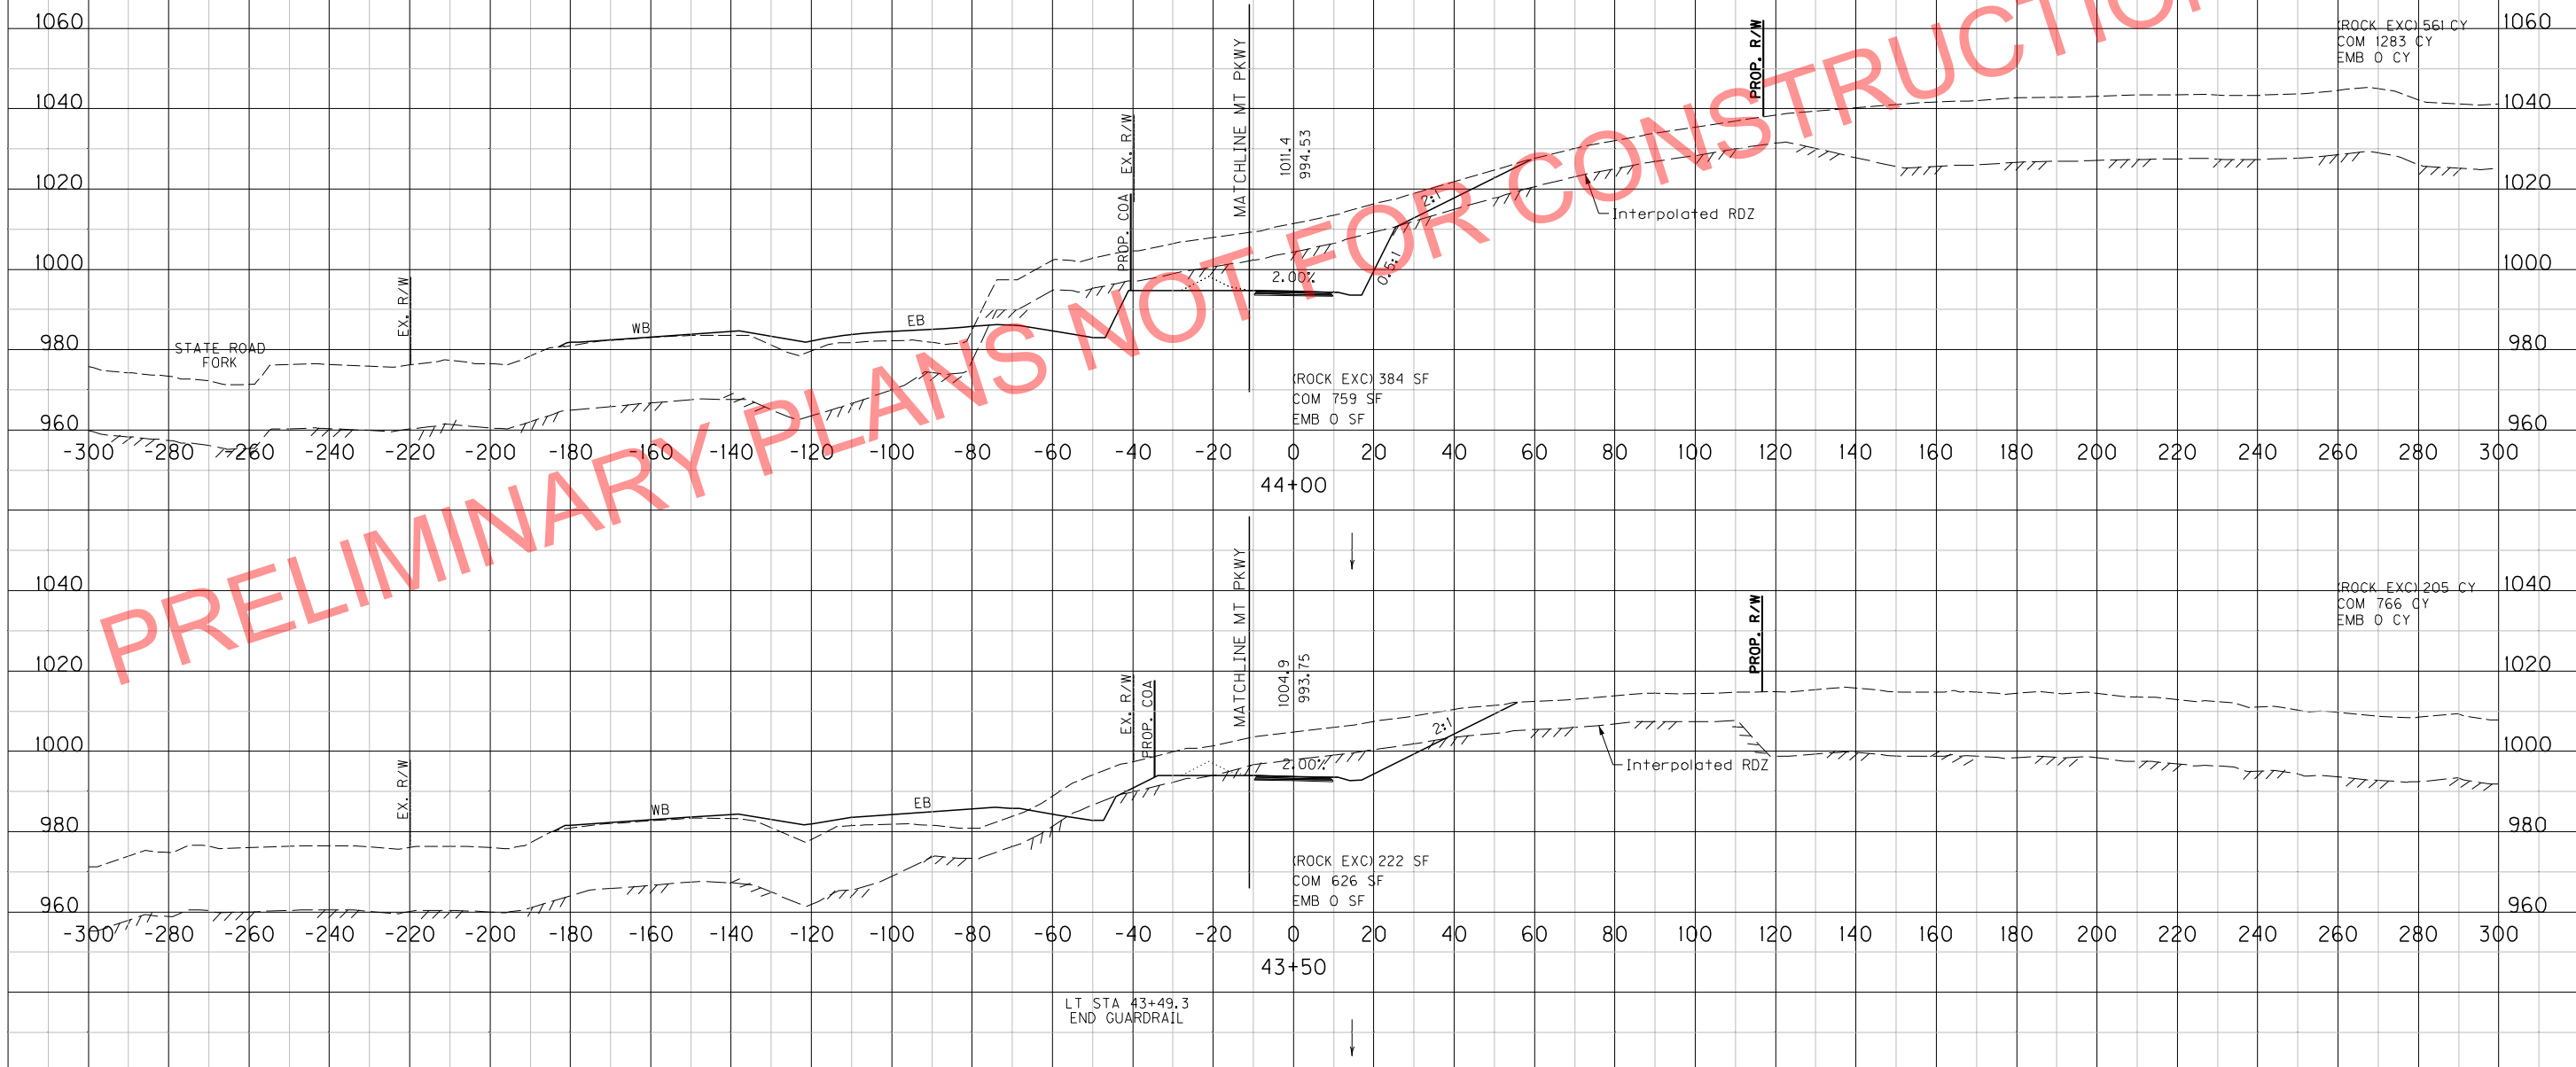 1060
1040
1020
1000
980
960
1060
1040
1020
1000
980
960
PRELIMINARY PLANS NOT FOR CONSTRUCTION
(ROCK EXC) 561 CY
COM 1283 CY
EMB 0 CY
PROP. R/W
MATCHLINE MT PKWY
EX. R/W
PROP. COA
1011.4
994.53
2:1
Interpolated RDZ
0.5:1
2.00%
EX. R/W
WB
EB
STATE ROAD
FORK
(ROCK EXC) 384 SF
COM 759 SF
EMB 0 SF
-300 -280 -260 -240 -220 -200 -180 -160 -140 -120 -100 -80 -60 -40 -20 0 20 40 60 80 100 120 140 160 180 200 220 240 260 280 300
44+00
1040
1020
1000
980
960
1040
1020
1000
980
960
(ROCK EXC) 205 CY
COM 766 CY
EMB 0 CY
PROP. R/W
MATCHLINE MT PKWY
EX. R/W
PROP. COA
1004.9
993.75
2:1
Interpolated RDZ
2.00%
EX. R/W
WB
EB
(ROCK EXC) 222 SF
COM 626 SF
EMB 0 SF
-300 -280 -260 -240 -220 -200 -180 -160 -140 -120 -100 -80 -60 -40 -20 0 20 40 60 80 100 120 140 160 180 200 220 240 260 280 300
43+50
LT STA 43+49.3
END GUARDRAIL